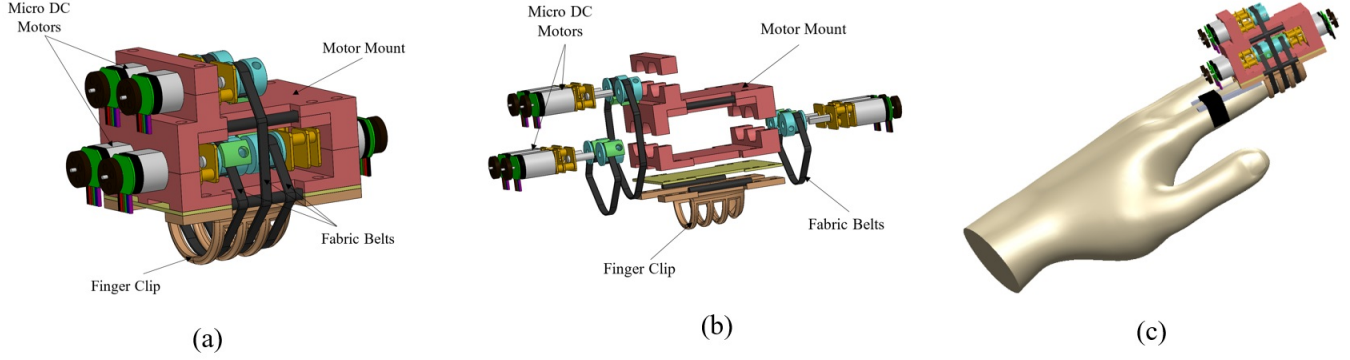 Micro DC
Motors
Motor Mount
Fabric Belts
Finger Clip
(a)
Micro DC
Motors
Motor Mount
Fabric Belts
Finger Clip
(b)
(c)